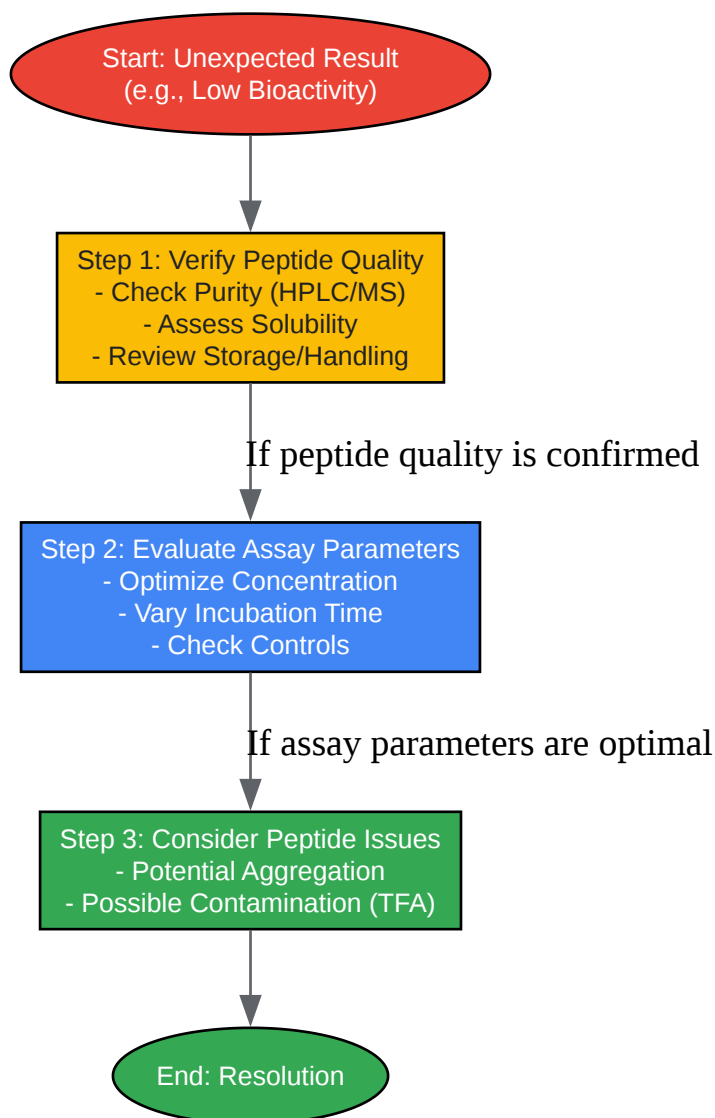 Start: Unexpected Result
(e.g., Low Bioactivity)
Step 1: Verify Peptide Quality
- Check Purity (HPLC/MS)
- Assess Solubility
- Review Storage/Handling
If peptide quality is confirmed
Step 2: Evaluate Assay Parameters
- Optimize Concentration
- Vary Incubation Time
- Check Controls
If assay parameters are optimal
Step 3: Consider Peptide Issues
- Potential Aggregation
- Possible Contamination (TFA)
End: Resolution